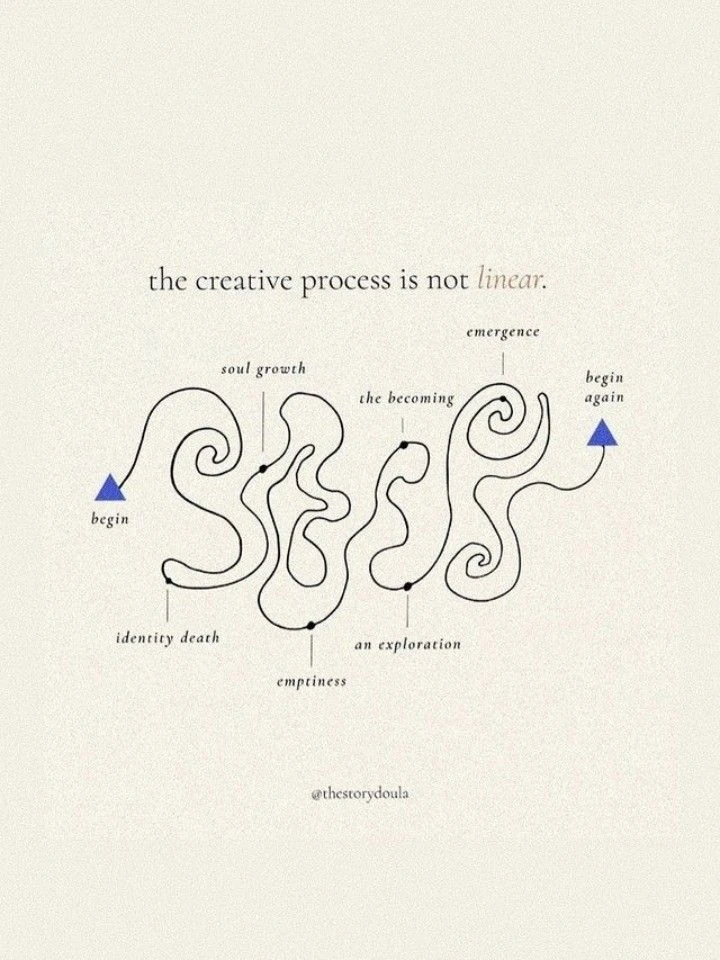 the creative process is not linear.
emergence
soul growth
begin
again
the becoming
begin
identity death
an exploration
emptiness
@thestorydoula